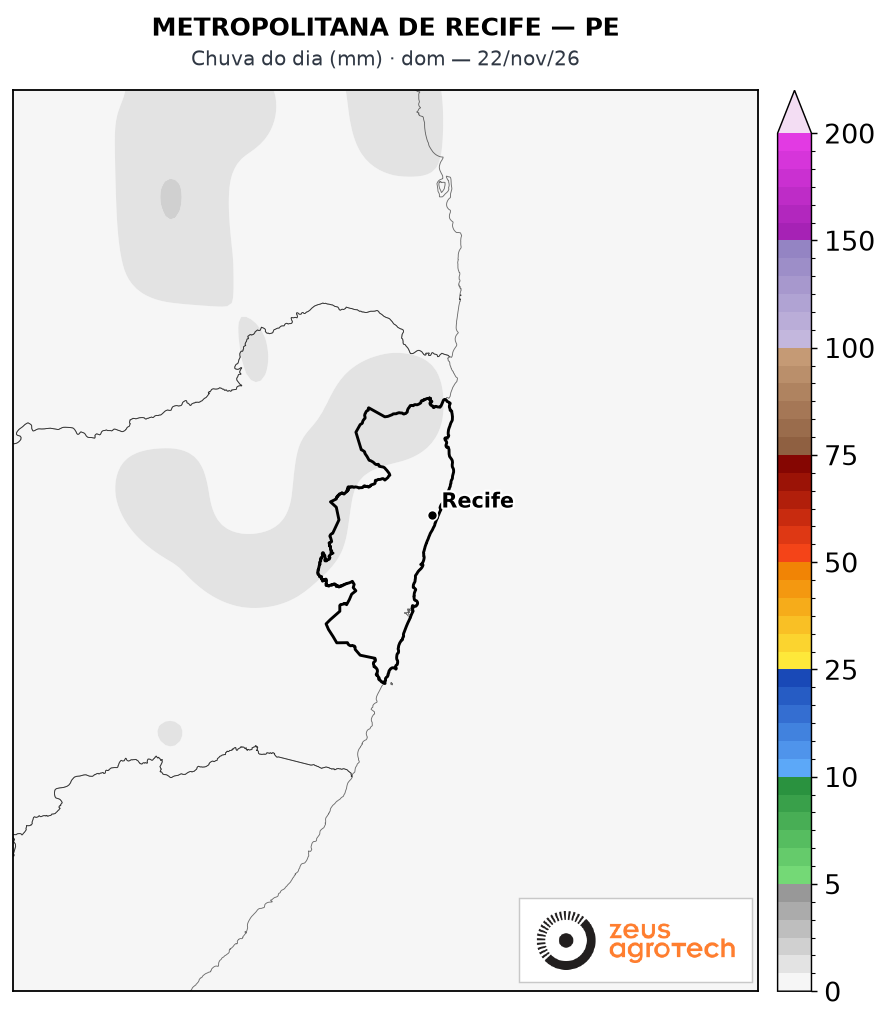 METROPOLITANA DE RECIFE — PE
Chuva do dia (mm) · dom — 22/nov/26
200
150
100
75
50
25
10
5
0
Recife
zeus
agrotech